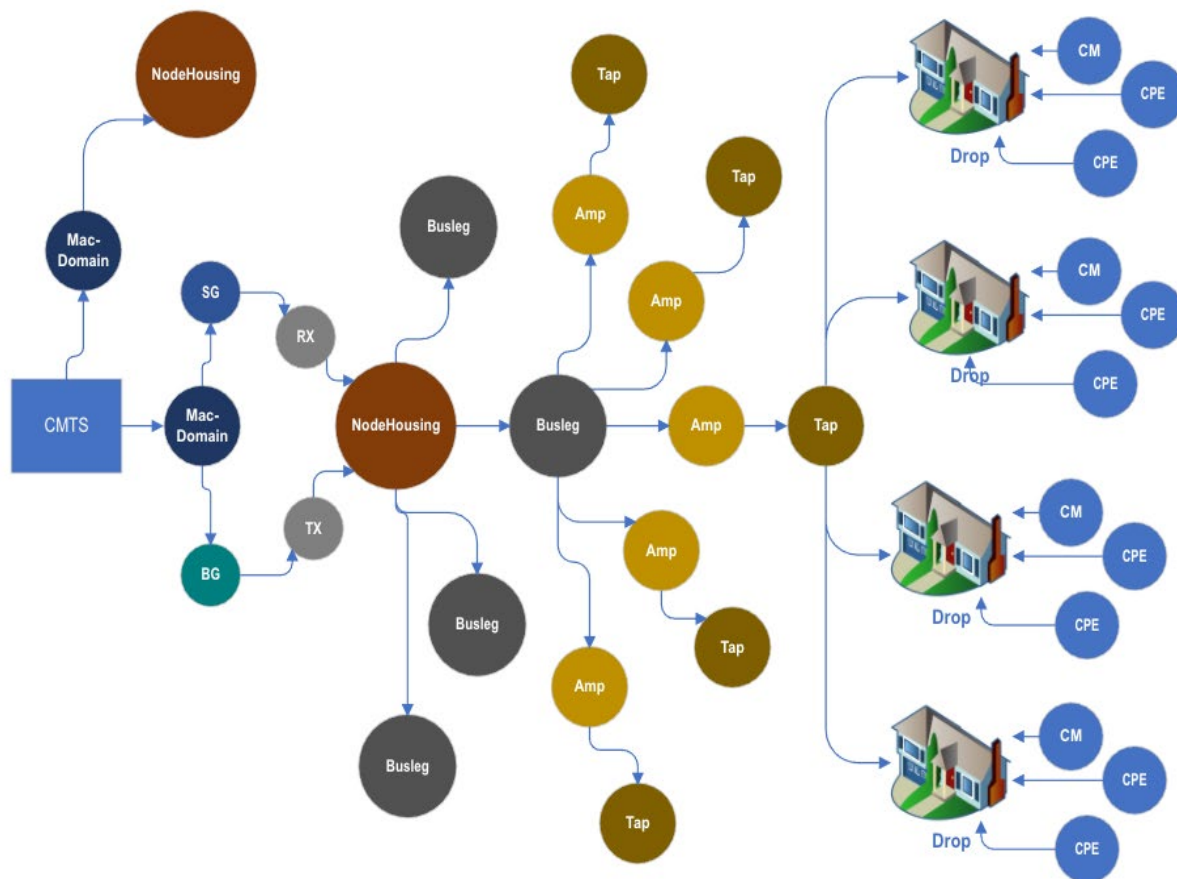 NodeHousing
Mac-
Domain
CMTS
Mac-
Domain
SG
BG
RX
TX
NodeHousing
Busleg
Busleg
Busleg
Busleg
Amp
Tap
Amp
Tap
Amp
Tap
Amp
Tap
Amp
Tap
CM
CPE
Drop
CPE
CM
CPE
Drop
CPE
CM
CPE
Drop
CPE
CM
CPE
Drop
CPE